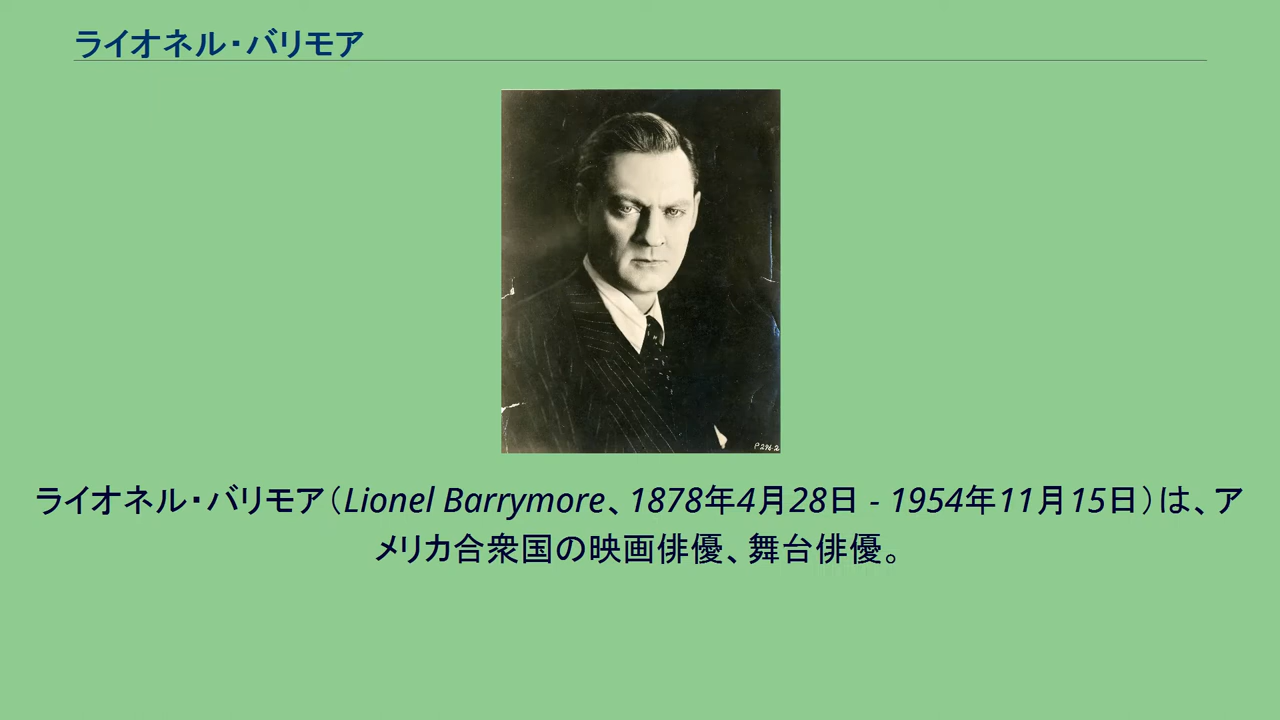 ライオネル・バリモア
P296-2
ライオネル・バリモア（Lionel Barrymore、1878年4月28日 - 1954年11月15日）は、ア
メリカ合衆国の映画俳優、舞台俳優。